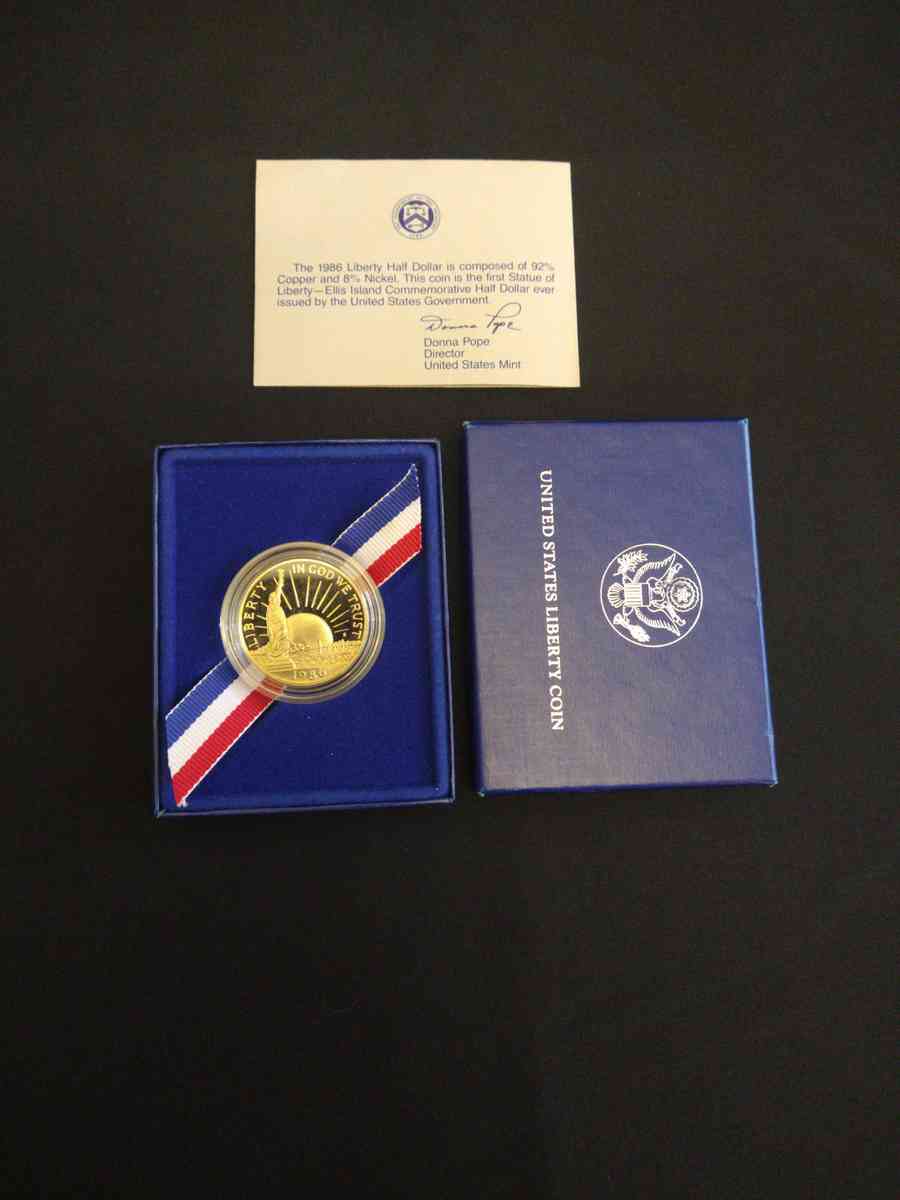 The 1986 Liberty Half Dollar is composed of 92%
Copper and 8% Nickel. This coin is the first Statue of
Liberty—Ellis Island Commemorative Half Dollar ever
issued by the United States Government.
Donna Pope
Donna Pope
Director
United States Mint
LIBERTY
IN GOD WE TRUST
1986
UNITED STATES LIBERTY COIN